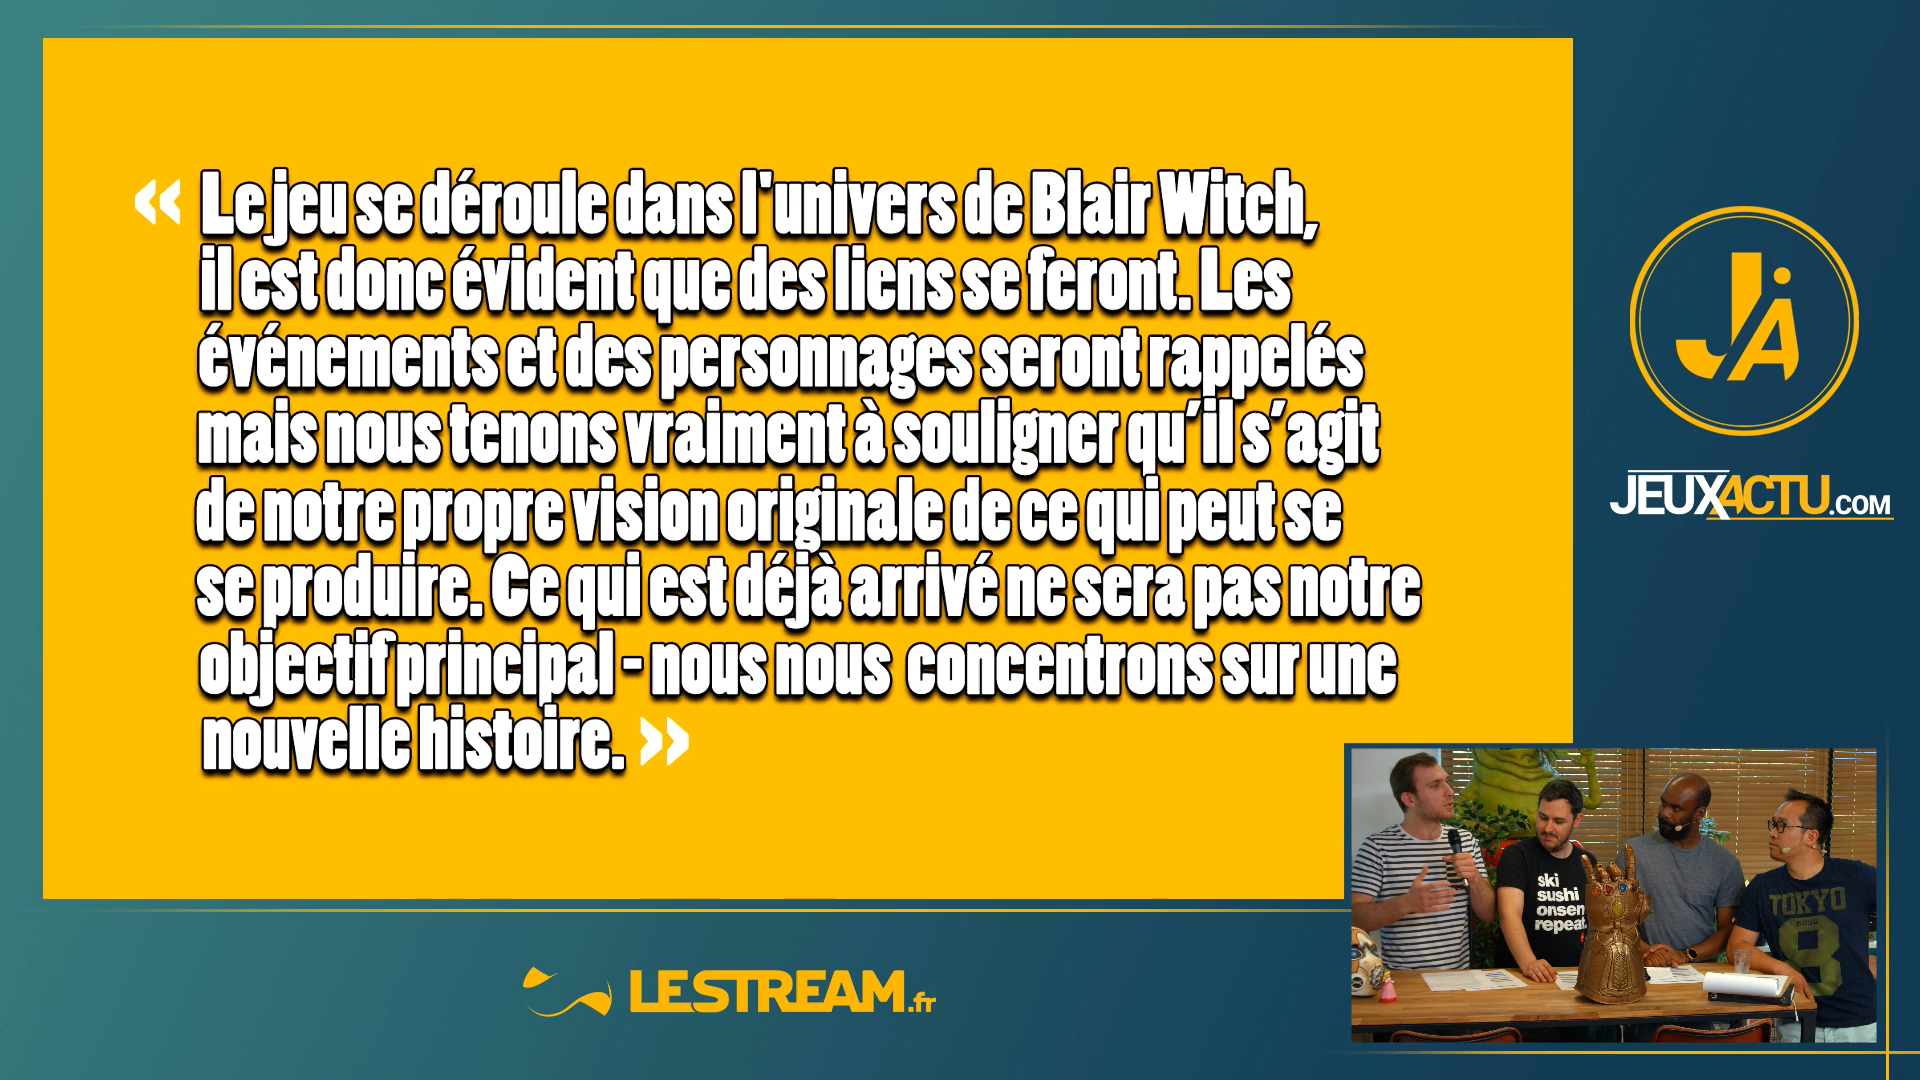 « Le jeu se déroule dans l'univers de Blair Witch,
il est donc évident que des liens se feront. Les
événements et des personnages seront rappelés
mais nous tenons vraiment à souligner qu’il s’agit
de notre propre vision originale de ce qui peut se
se produire. Ce qui est déjà arrivé ne sera pas notre
objectif principal - nous nous concentrons sur une
nouvelle histoire. »
JA
JEUXACTU.COM
ski
sushi
onsen
repeat.
TOKYO
8
LESTREAM.fr